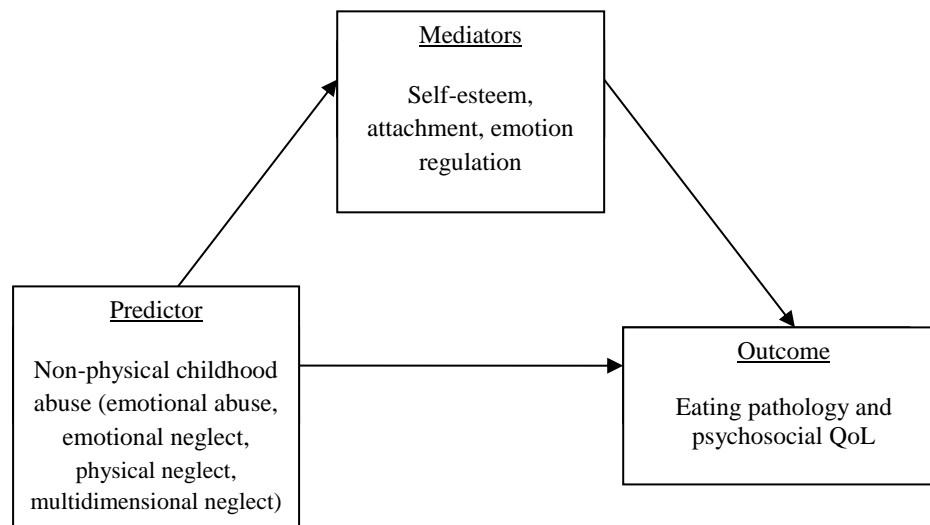 Mediators
Self-esteem,
attachment, emotion
regulation
Predictor
Non-physical childhood
abuse (emotional abuse,
emotional neglect,
physical neglect,
multidimensional neglect)
Outcome
Eating pathology and
psychosocial QoL